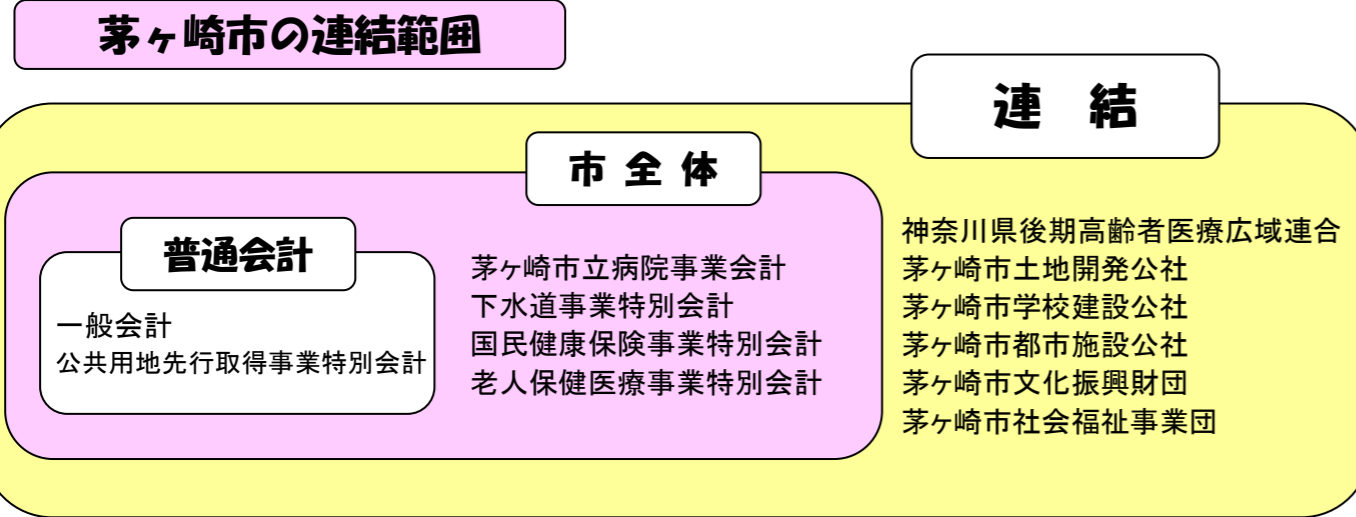 茅ヶ崎市の連結範囲
連 結
市 全 体
普通会計
一般会計
公共用地先行取得事業特別会計
茅ヶ崎市立病院事業会計
下水道事業特別会計
国民健康保険事業特別会計
老人保健医療事業特別会計
神奈川県後期高齢者医療広域連合
茅ヶ崎市土地開発公社
茅ヶ崎市学校建設公社
茅ヶ崎市都市施設公社
茅ヶ崎市文化振興財団
茅ヶ崎市社会福祉事業団